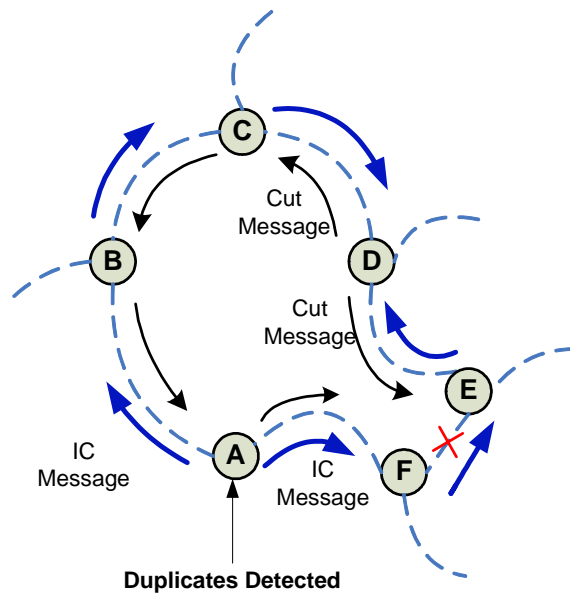 C
Cut
Message
B
D
Cut
Message
E
IC
Message
A
IC
Message
F
Duplicates Detected